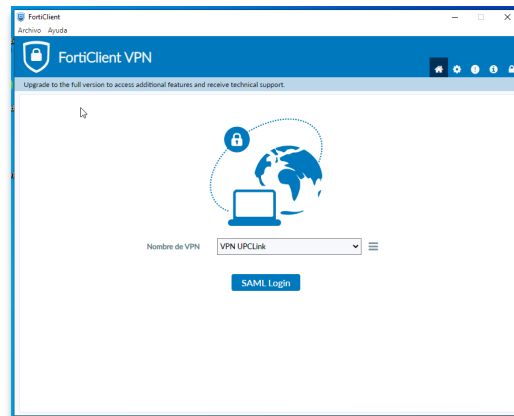 FortiClient
Archivo Ayuda
FortiClient VPN
Upgrade to the full version to access additional features and receive technical support.
Nombre de VPN
VPN UPCLink
SAML Login